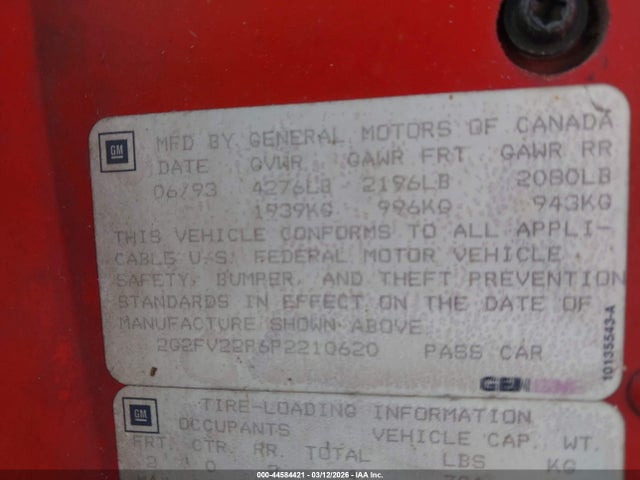 GM
MFD BY GENERAL MOTORS OF CANADA
DATE GVWR GAWR FRT GAWR RR
06/93 4276LB 2196LB 2080LB
1939KG 996KG 943KG
THIS VEHICLE CONFORMS TO ALL APPLI-
CABLE U.S. FEDERAL MOTOR VEHICLE
SAFETY, BUMPER, AND THEFT PREVENTION
STANDARDS IN EFFECT ON THE DATE OF
MANUFACTURE SHOWN ABOVE.
2G2FV22P6P2210620 PASS CAR
10135543-A
GM
TIRE-LOADING INFORMATION
OCCUPANTS VEHICLE CAP. WT.
FRT. CTR. RR. TOTAL LBS KG
2 0
000-44584421 - 03/12/2026 - IAA